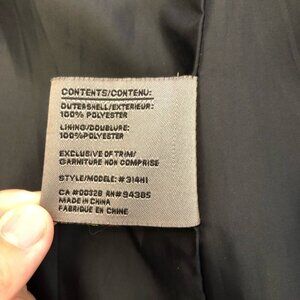 CONTENTS/CONTENU:
OUTERSHELL/EXTERIEUR:
100% POLYESTER
LINING/DOUBLURE:
100%POLYESTER
EXCLUSIVE OF TRIM/
GARNITURE NON COMPRISE
STYLE/MODELE: #314H1
CA #00328 RN# 94385
MADE IN CHINA
FABRIQUE EN CHINE